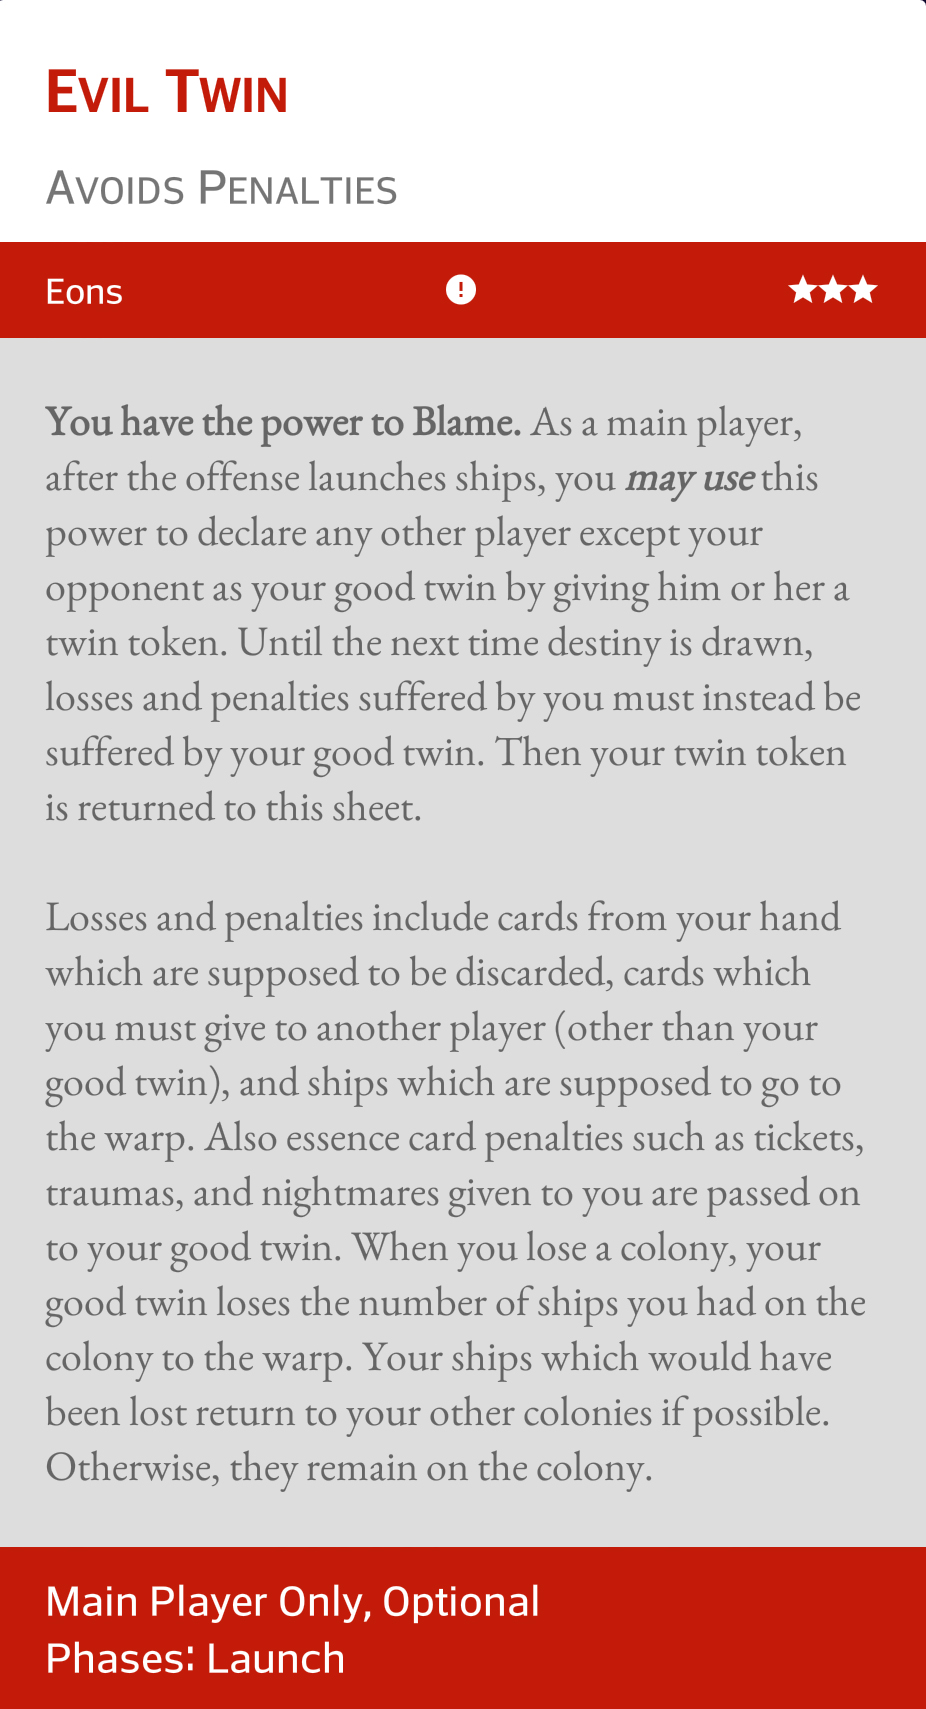 Evil Twin
Avoids Penalties
Eons
You have the power to Blame. As a main player,
after the offense launches ships, you may use this
power to declare any other player except your
opponent as your good twin by giving him or her a
twin token. Until the next time destiny is drawn,
losses and penalties suffered by you must instead be
suffered by your good twin. Then your twin token
is returned to this sheet.
Losses and penalties include cards from your hand
which are supposed to be discarded, cards which
you must give to another player (other than your
good twin), and ships which are supposed to go to
the warp. Also essence card penalties such as tickets,
traumas, and nightmares given to you are passed on
to your good twin. When you lose a colony, your
good twin loses the number of ships you had on the
colony to the warp. Your ships which would have
been lost return to your other colonies if possible.
Otherwise, they remain on the colony.
Main Player Only, Optional
Phases: Launch